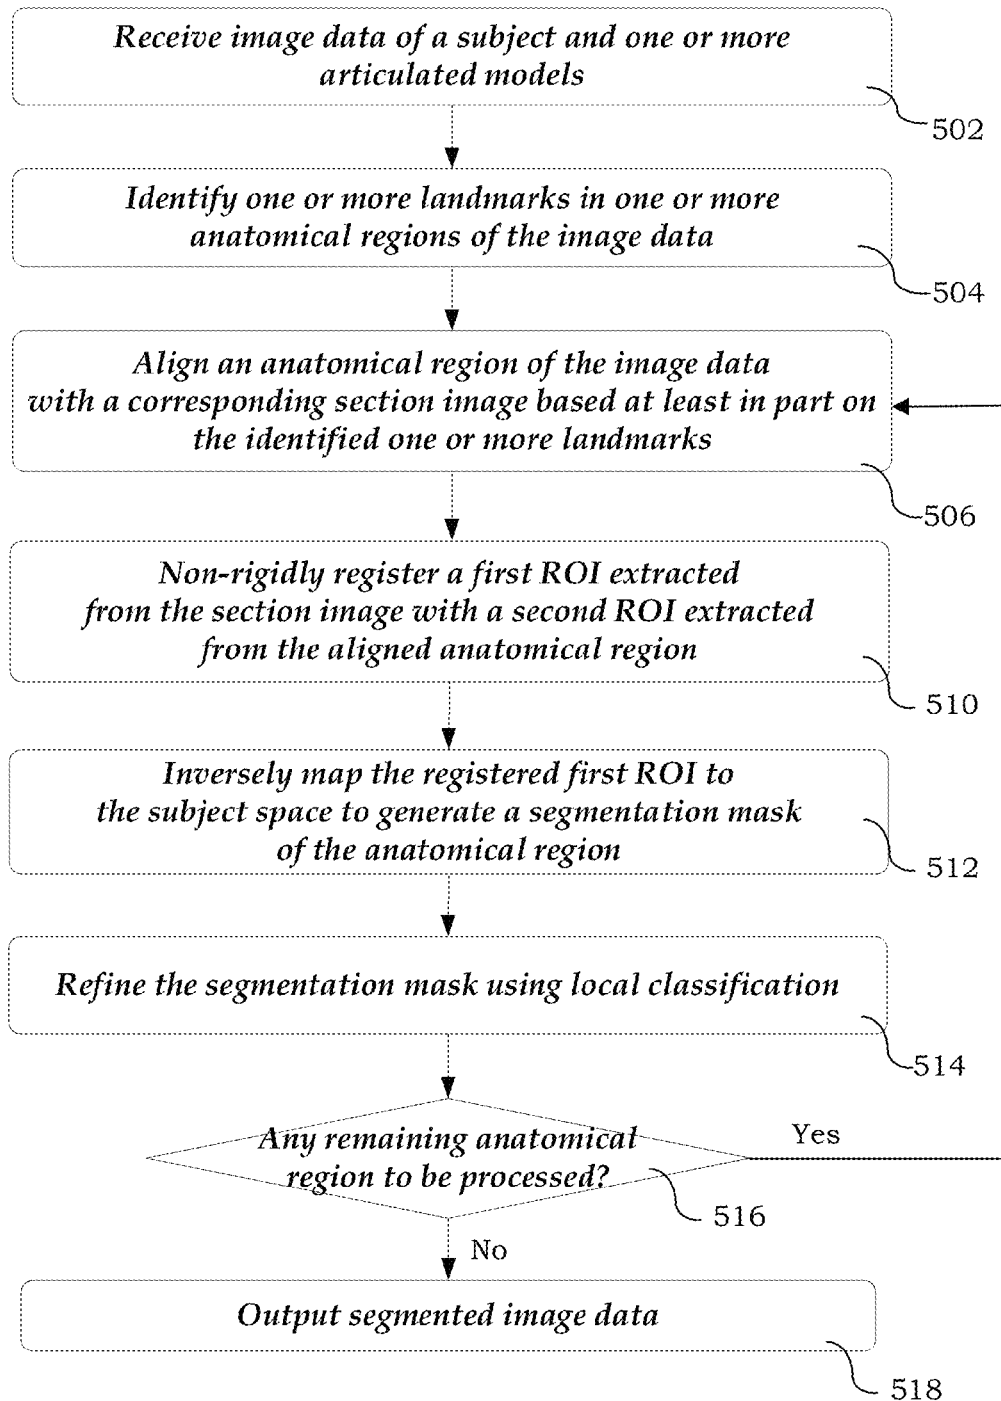 Receive image data of a subject and one or more
articulated models
502
Identify one or more landmarks in one or more
anatomical regions of the image data
504
Align an anatomical region of the image data
with a corresponding section image based at least in part on
the identified one or more landmarks
506
Non-rigidly register a first ROI extracted
from the section image with a second ROI extracted
from the aligned anatomical region
510
Inversely map the registered first ROI to
the subject space to generate a segmentation mask
of the anatomical region
512
Refine the segmentation mask using local classification
514
Any remaining anatomical
region to be processed?
Yes
516
No
Output segmented image data
518